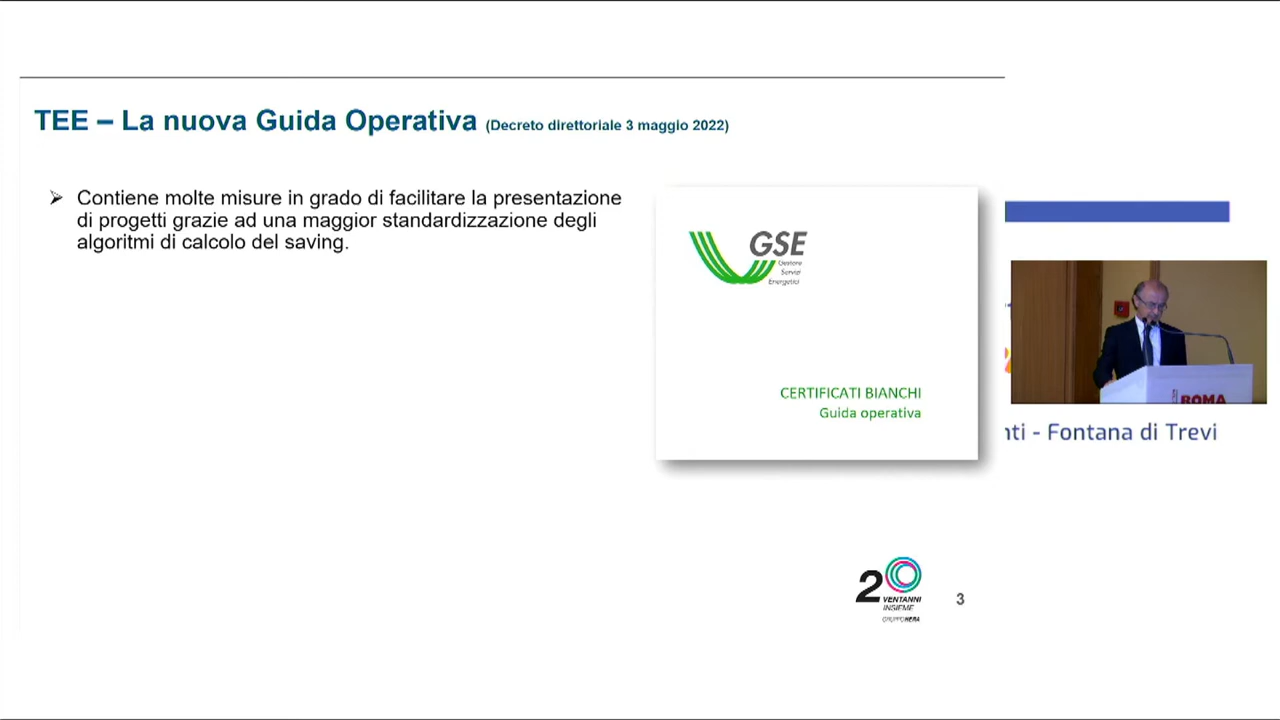 TEE – La nuova Guida Operativa (Decreto direttoriale 3 maggio 2022)
Contiene molte misure in grado di facilitare la presentazione
di progetti grazie ad una maggior standardizzazione degli
algoritmi di calcolo del saving.
GSE
Gestore
Servizi
Energetici
CERTIFICATI BIANCHI
Guida operativa
ROMA
nti - Fontana di Trevi
20
VENTANNI
INSIEME
GRUPPOHERA
3